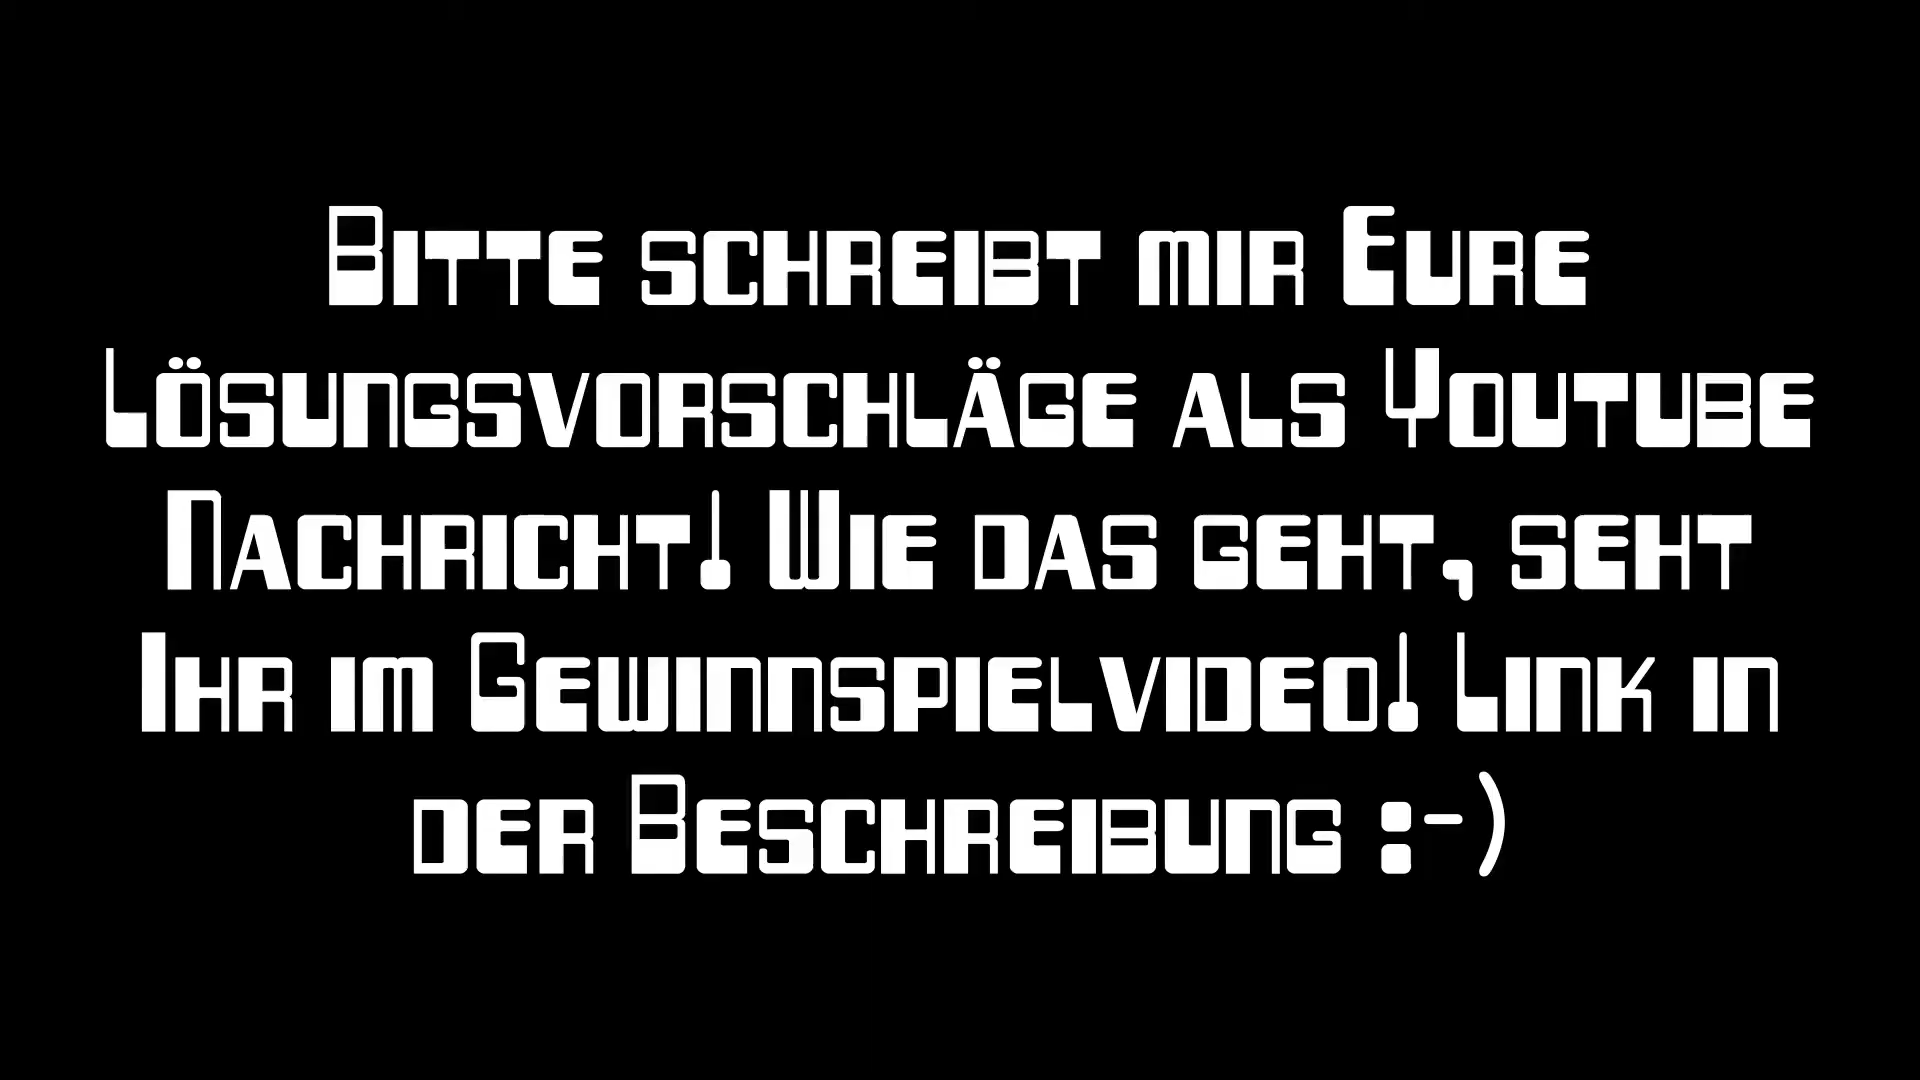 Bitte schreibt mir Eure
Lösungsvorschläge als Youtube
Nachricht! Wie das geht, seht
Ihr im Gewinnspielvideo! Link in
der Beschreibung :-)